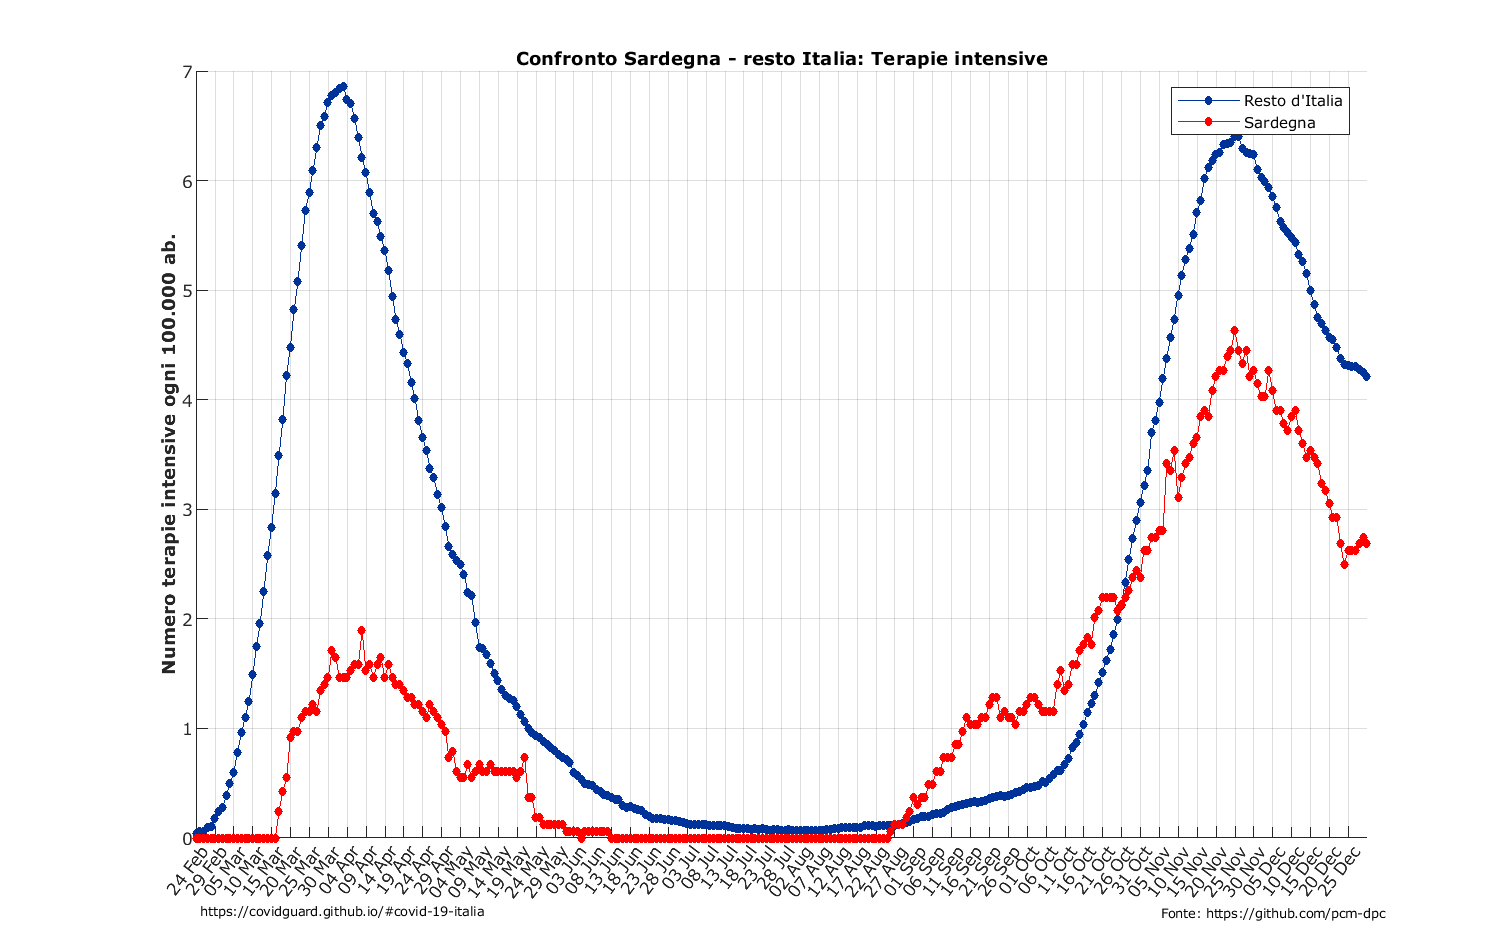 Confronto Sardegna - resto Italia: Terapie intensive
Resto d'Italia
Sardegna
Numero terapie intensive ogni 100.000 ab.
7
6
5
4
3
2
1
0
24 Feb
29 Feb
05 Mar
10 Mar
15 Mar
20 Mar
25 Mar
30 Mar
04 Apr
09 Apr
14 Apr
19 Apr
24 Apr
29 Apr
04 May
09 May
14 May
19 May
24 May
29 May
03 Jun
08 Jun
13 Jun
18 Jun
23 Jun
28 Jun
03 Jul
08 Jul
13 Jul
18 Jul
23 Jul
28 Jul
02 Aug
07 Aug
12 Aug
17 Aug
22 Aug
27 Aug
01 Sep
06 Sep
11 Sep
16 Sep
21 Sep
26 Sep
01 Oct
06 Oct
11 Oct
16 Oct
21 Oct
26 Oct
31 Oct
05 Nov
10 Nov
15 Nov
20 Nov
25 Nov
30 Nov
05 Dec
10 Dec
15 Dec
20 Dec
25 Dec
https://covidguard.github.io/#covid-19-italia
Fonte: https://github.com/pcm-dpc